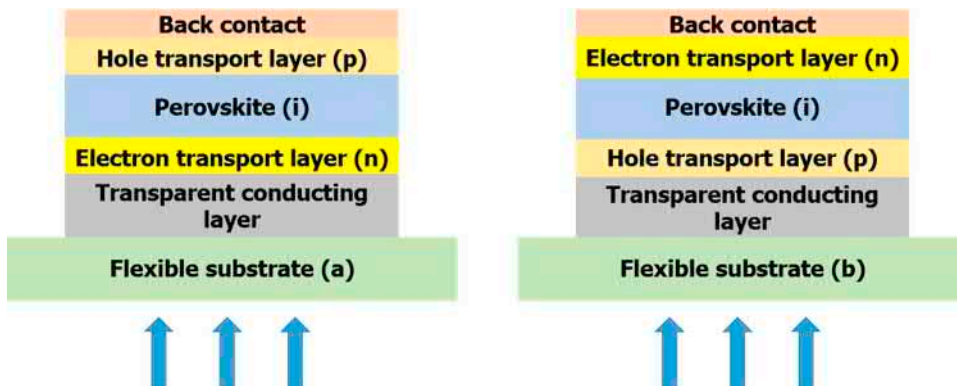 Back contact
Hole transport layer (p)
Perovskite (i)
Electron transport layer (n)
Transparent conducting
layer
Flexible substrate (a)
Back contact
Electron transport layer (n)
Perovskite (i)
Hole transport layer (p)
Transparent conducting
layer
Flexible substrate (b)